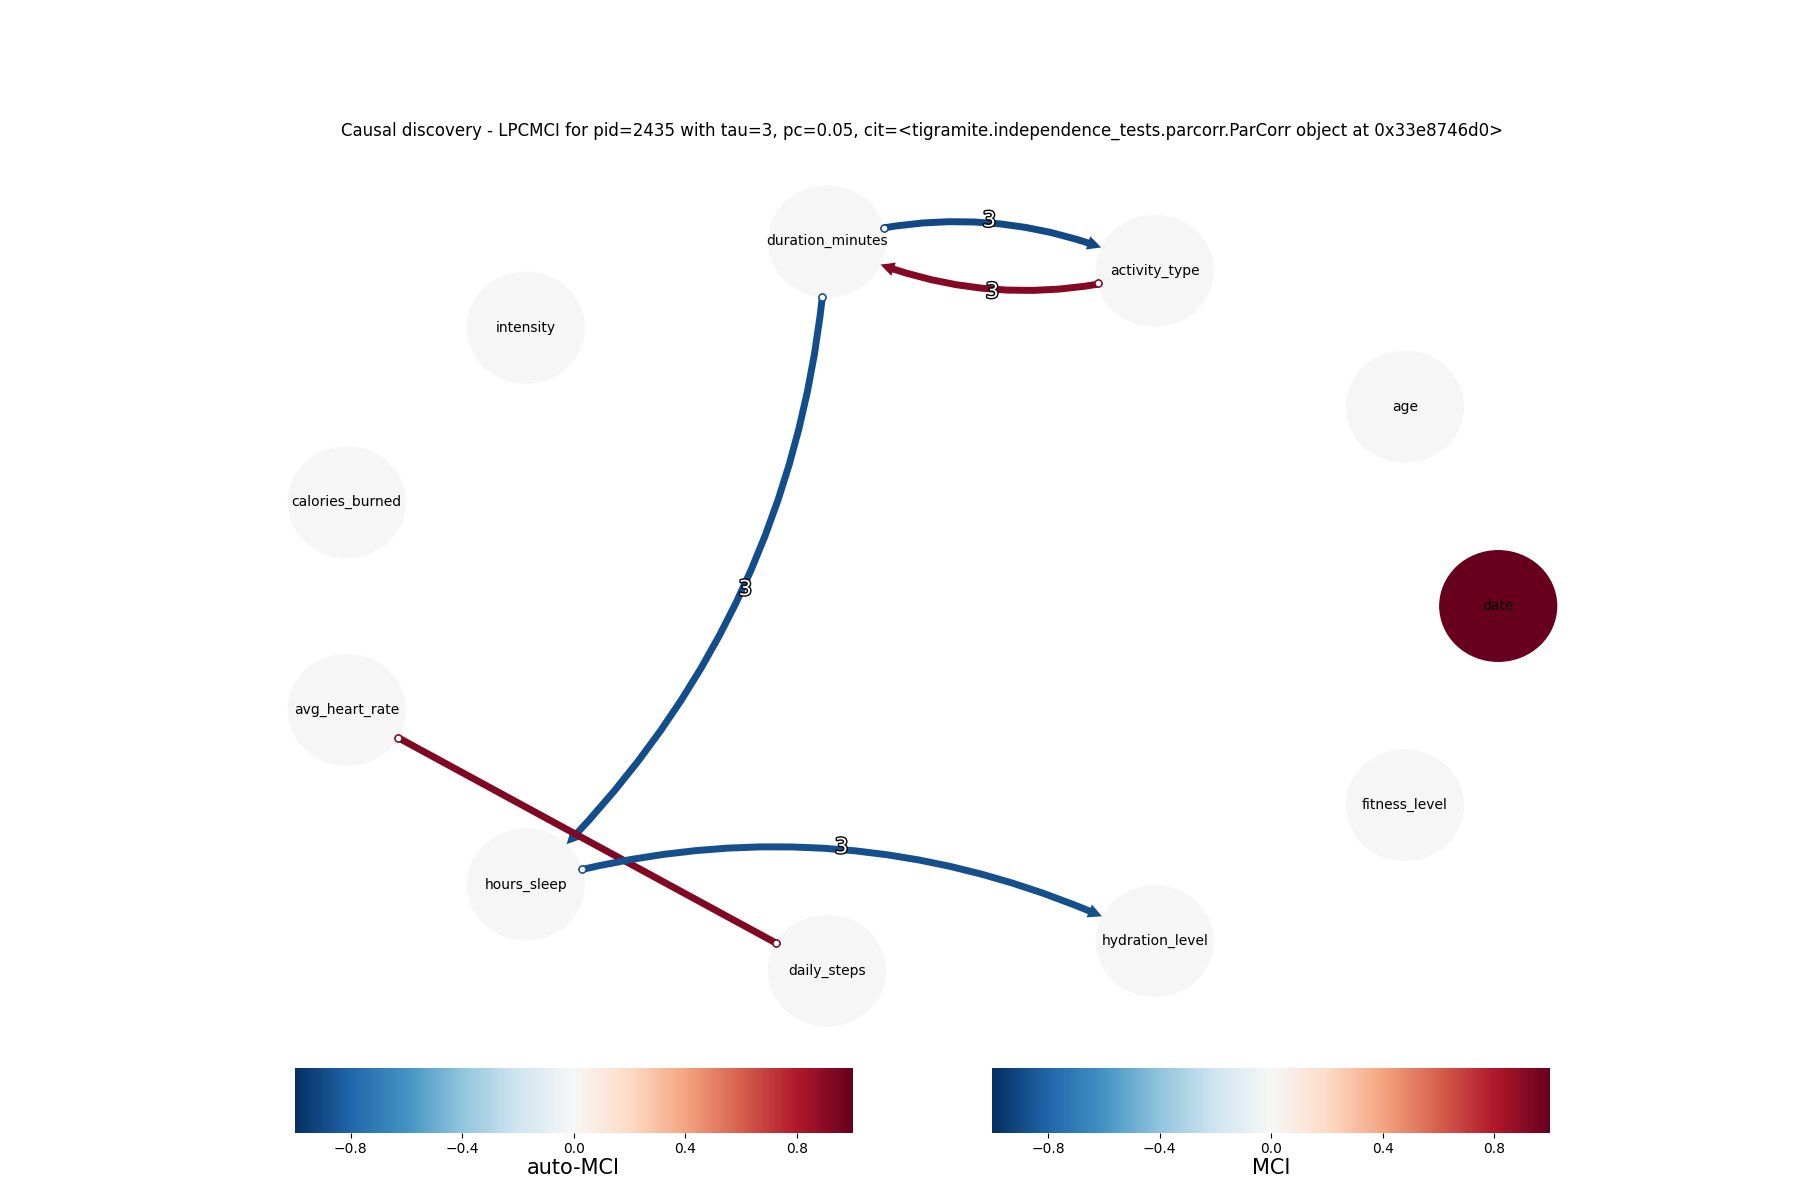 Causal discovery - LPCMCI for pid=2435 with tau=3, pc=0.05, cit=<tigramite.independence_tests.parcorr.ParCorr object at 0x33e8746d0>
3
duration_minutes
activity_type
3
intensity
age
calories_burned
3
date
avg_heart_rate
fitness_level
3
hours_sleep
hydration_level
daily_steps
−0.8 −0.4 0.0 0.4 0.8
auto-MCI
−0.8 −0.4 0.0 0.4 0.8
MCI